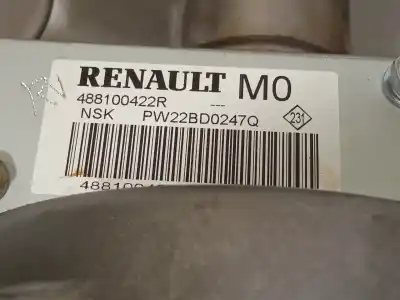 RENAULT M0
488100422R ---
NSK PW22BD0247Q 231